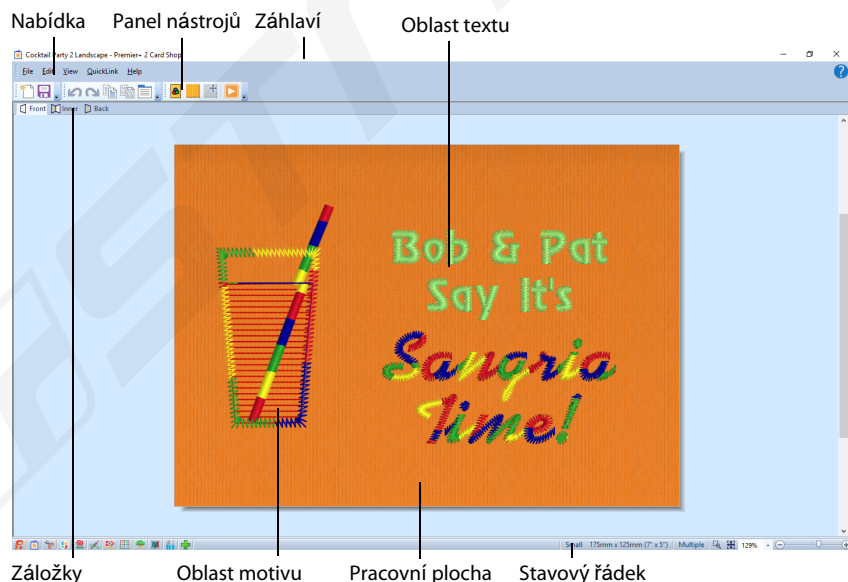 Nabídka Panel nástrojů Záhlaví Oblast textu
Cocktail Party 2 Landscape - Premier+ 2 Card Shop
File Edit View QuickLink Help
Front Inner Back
Bob & Pat
Say It's
Sangria
Time!
Small 175mm x 125mm (7" x 5") Multiple 129%
Záložky Oblast motivu Pracovní plocha Stavový řádek